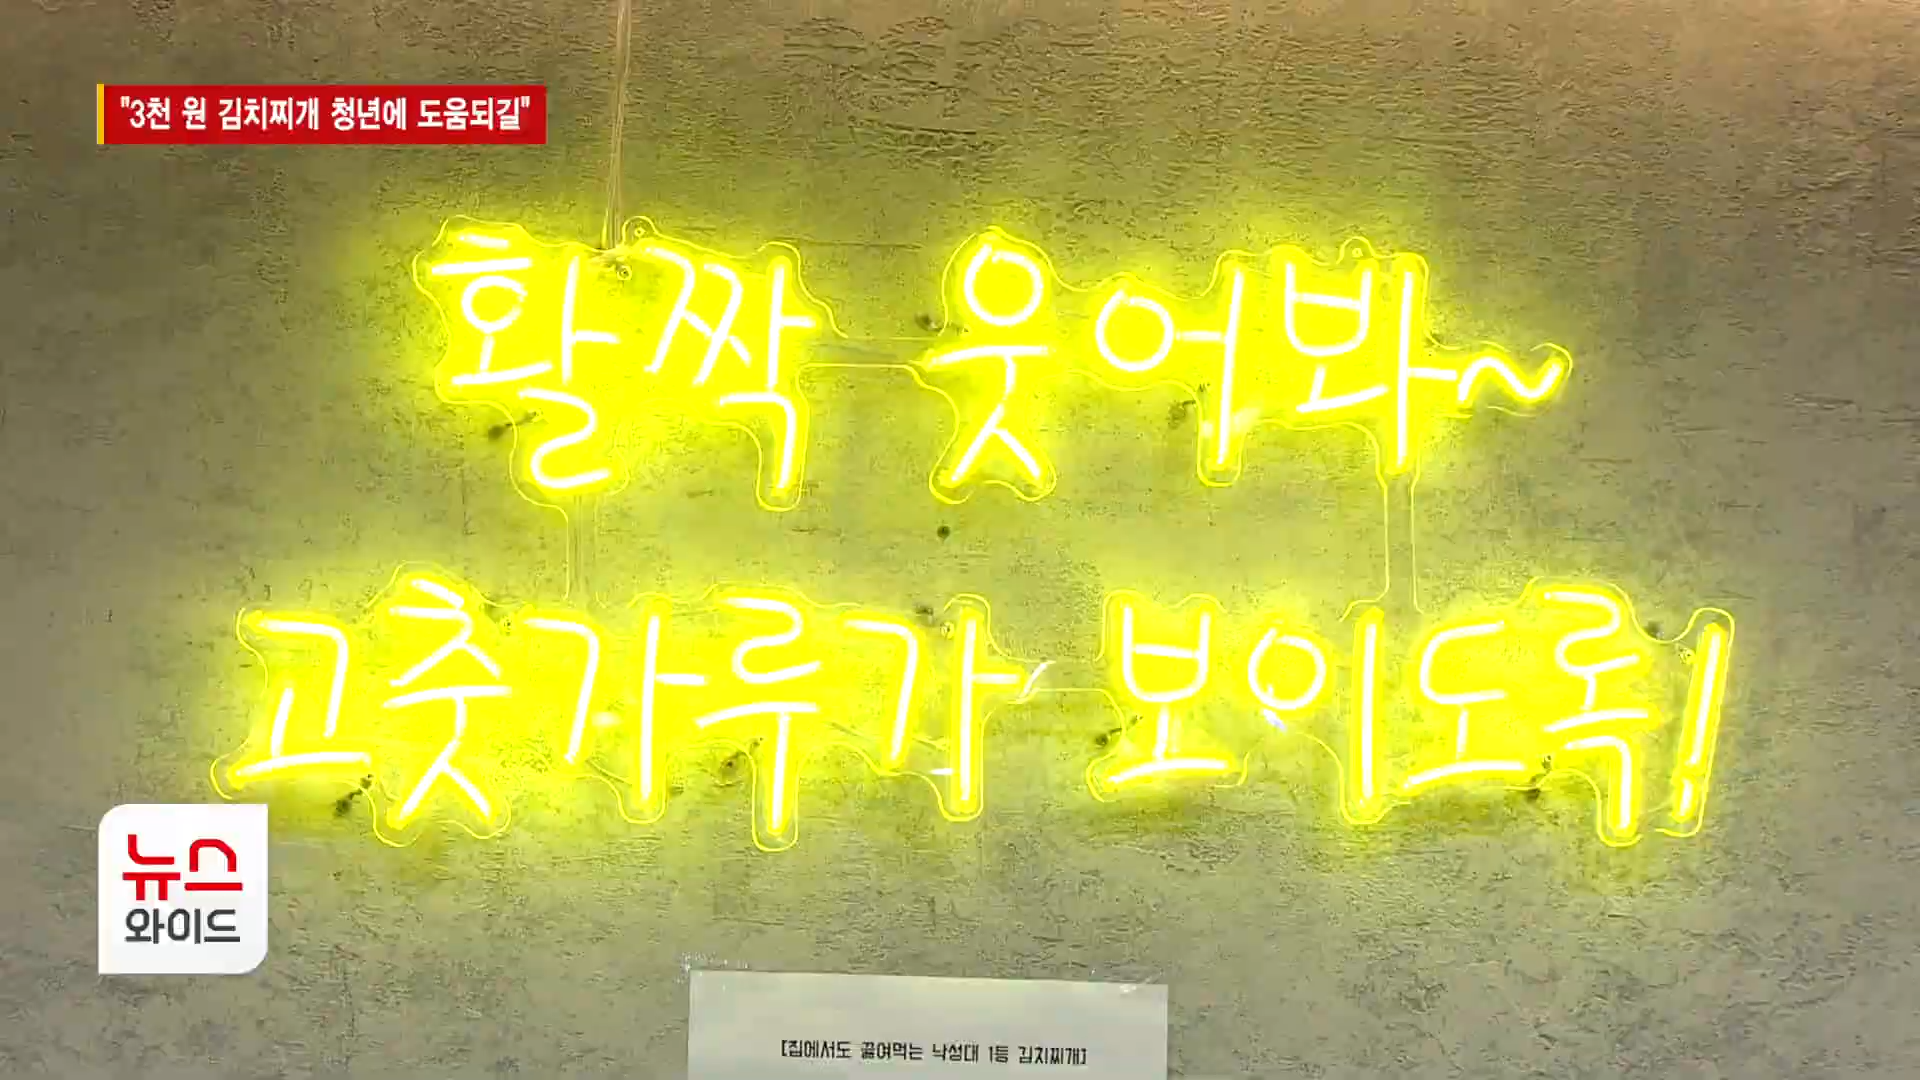 "3천 원 김치찌개 청년에 도움되길"
활짝 웃어봐~
고춧가루가 보이도록!
뉴스
와이드
[집에서도 끓여먹는 낙성대 1등 김치찌개]